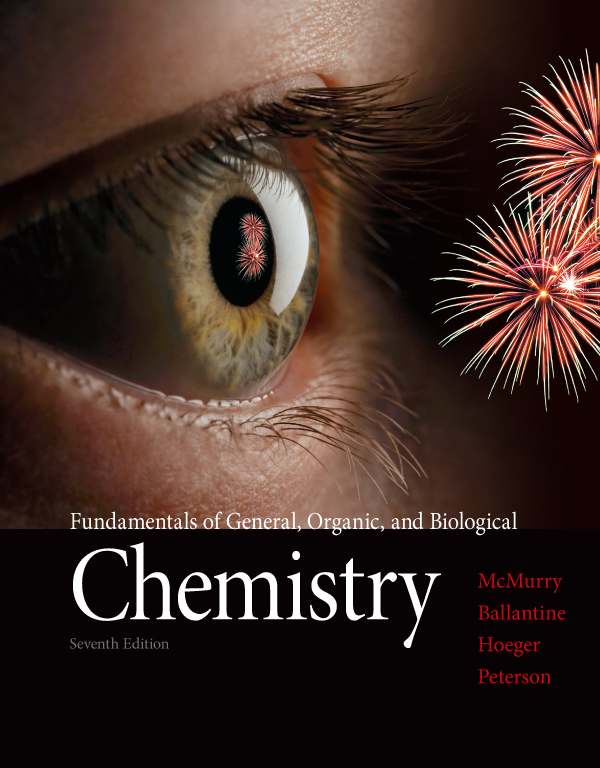 Fundamentals of General, Organic, and Biological
Chemistry
Seventh Edition
McMurry
Ballantine
Hoeger
Peterson